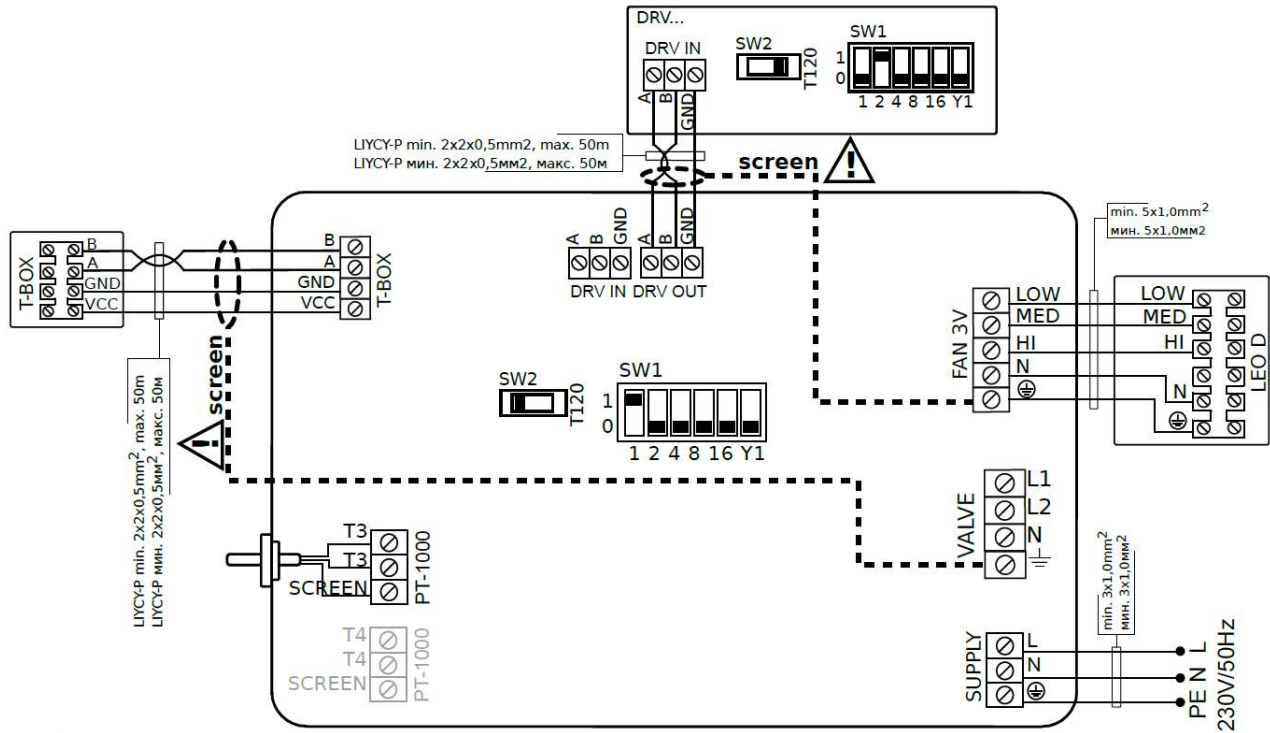 DRV...
DRV IN
SW2
T120
SW1
1
0
1 2 4 8 16 Y1
A
B
GND
LIYCY-P min. 2x2x0,5mm2, max. 50m
LIYCY-P мин. 2x2x0,5мм2, макс. 50м
screen
A
B
GND
A
B
GND
DRV IN
DRV OUT
T-BOX
B
A
GND
VCC
B
A
GND
VCC
T-BOX
screen
LIYCY-P min. 2x2x0,5mm², max. 50m
LIYCY-P мин. 2x2x0,5мм², макс. 50м
SW2
T120
SW1
1
0
1 2 4 8 16 Y1
FAN 3V
LOW
MED
HI
N
min. 5x1,0mm²
мин. 5x1,0мм2
LOW
MED
HI
N
LEO D
VALVE
L1
L2
N
T3
T3
SCREEN
PT-1000
T4
T4
SCREEN
PT-1000
SUPPLY
L
N
min. 3x1,0mm²
мин. 3x1,0мм²
PE N L
230V/50Hz